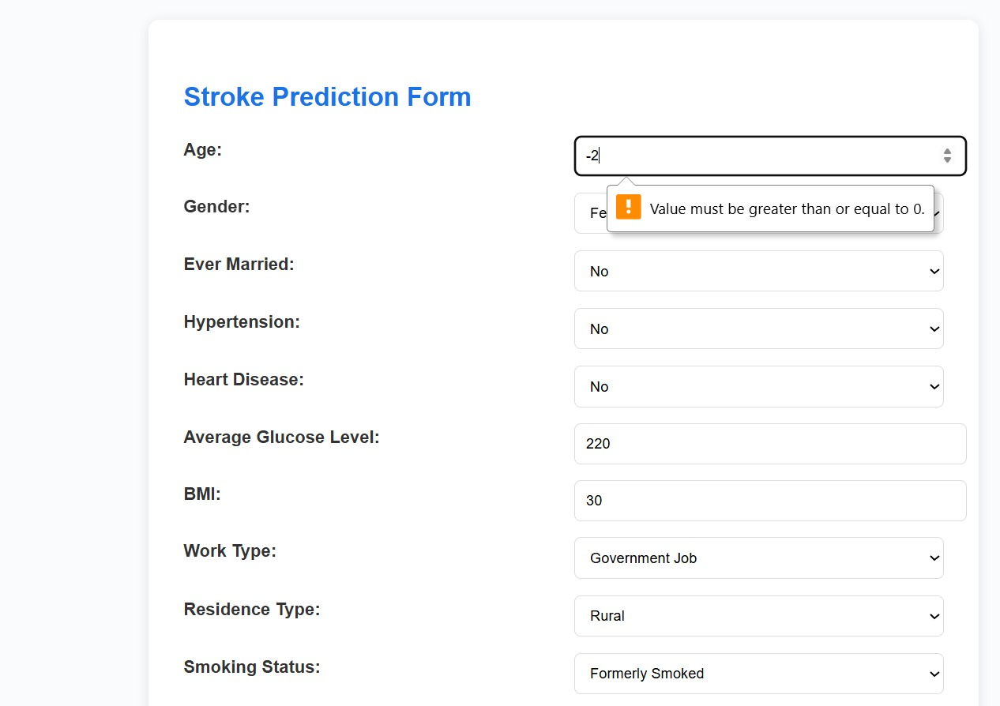 Stroke Prediction Form
Age:
-2
Value must be greater than or equal to 0.
Gender:
Fe
Ever Married:
No
Hypertension:
No
Heart Disease:
No
Average Glucose Level:
220
BMI:
30
Work Type:
Government Job
Residence Type:
Rural
Smoking Status:
Formerly Smoked